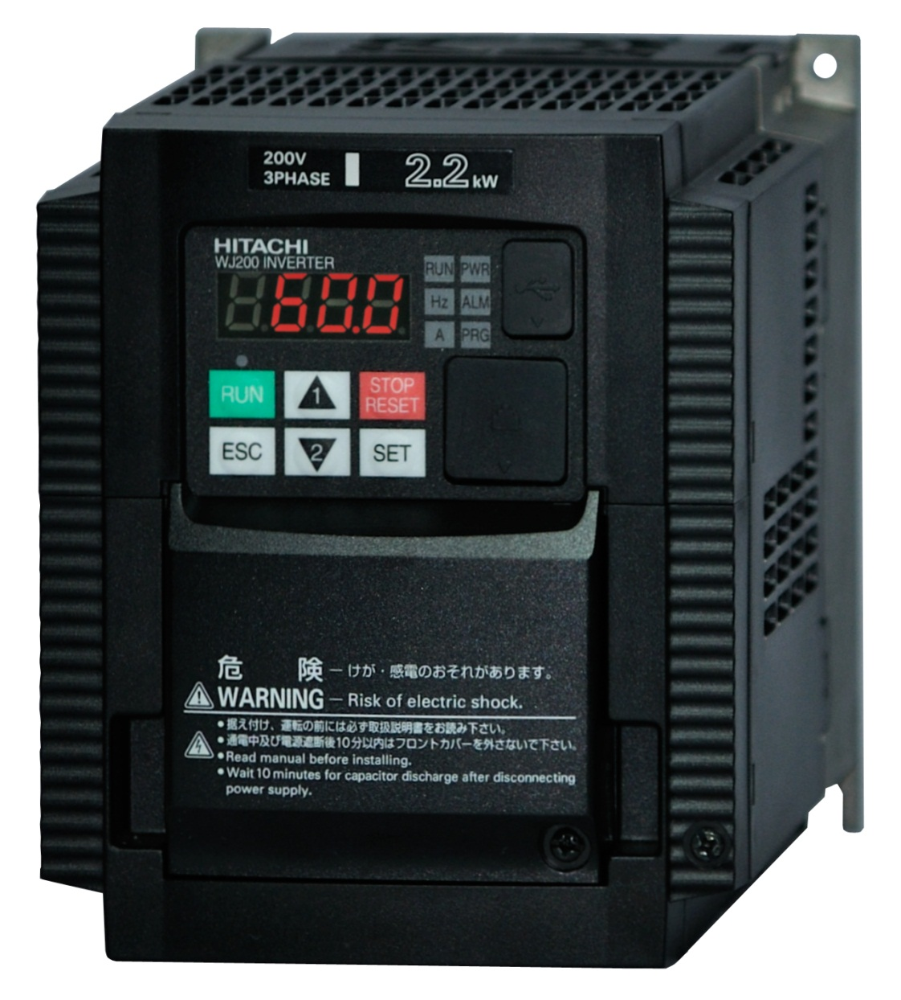 200V
3PHASE
2.2 kW
HITACHI
WJ200 INVERTER
60.0
RUN PWR
Hz ALM
A PRG
RUN 1 STOP RESET
ESC 2 SET
危 険 — けが・感電のおそれがあります。
WARNING — Risk of electric shock.
• 据え付け、運転の前には必ず取扱説明書をお読み下さい。
• 通電中及び電源遮断後10分以内はフロントカバーを外さないで下さい。
• Read manual before installing.
• Wait 10 minutes for capacitor discharge after disconnecting
power supply.